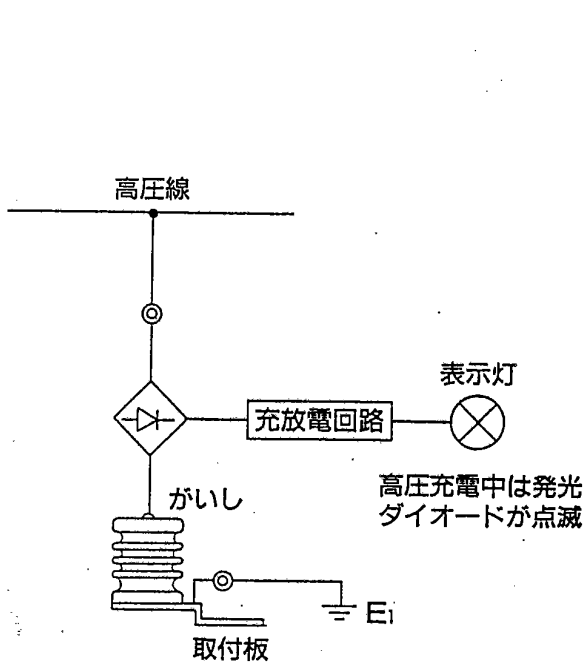 高圧線
表示灯
充放電回路
高圧充電中は発光
ダイオードが点滅
がいし
E1
取付板